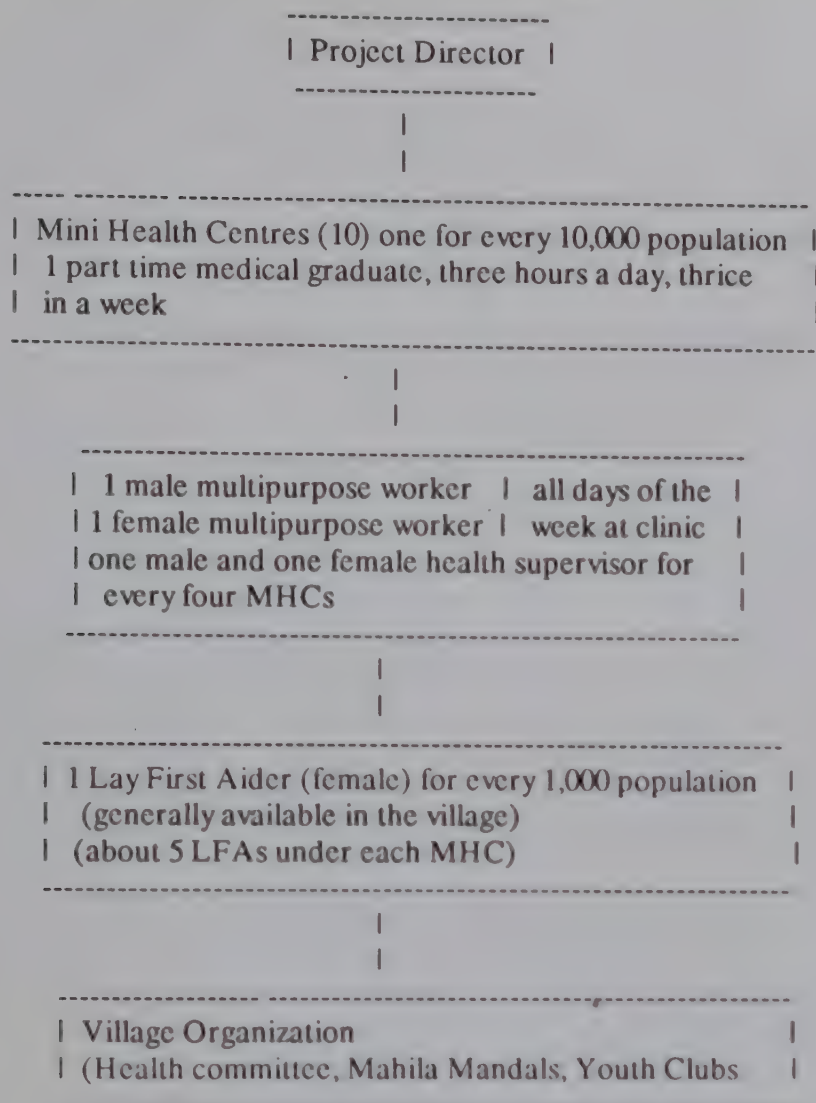 | Project Director |
| Mini Health Centres (10) one for every 10,000 population |
| 1 part time medical graduate, three hours a day, thrice |
| in a week |
| 1 male multipurpose worker | all days of the |
| 1 female multipurpose worker | week at clinic |
| one male and one female health supervisor for |
| every four MHCs |
| 1 Lay First Aider (female) for every 1,000 population |
| (generally available in the village) |
| (about 5 LFAs under each MHC) |
| Village Organization |
| (Health committee, Mahila Mandals, Youth Clubs |